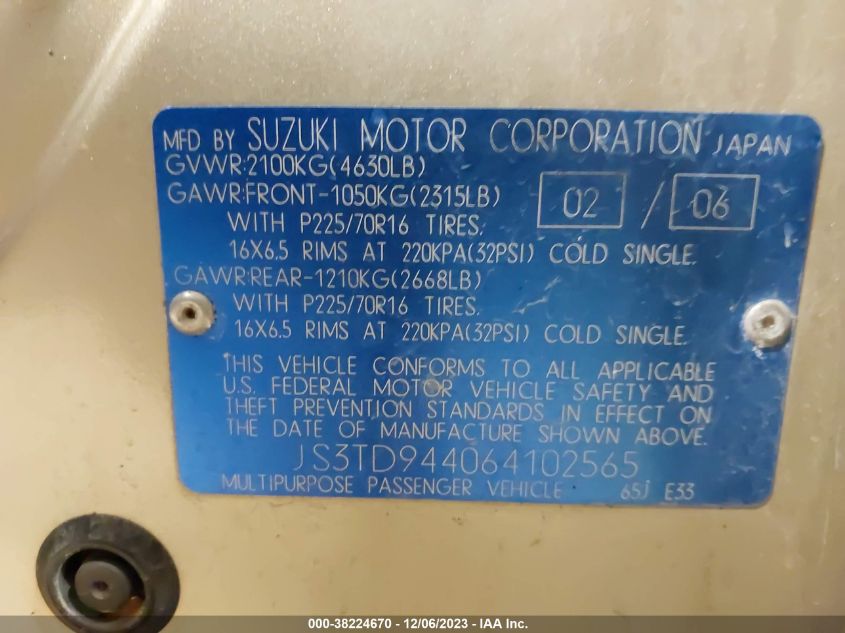 MFD BY SUZUKI MOTOR CORPORATION JAPAN
GVWR:2100KG(4630LB)
GAWR:FRONT-1050KG(2315LB) 02 / 06
WITH P225/70R16 TIRES.
16X6.5 RIMS AT 220KPA(32PSI) COLD SINGLE.
GAWR:REAR-1210KG(2668LB)
WITH P225/70R16 TIRES.
16X6.5 RIMS AT 220KPA(32PSI) COLD SINGLE.
THIS VEHICLE CONFORMS TO ALL APPLICABLE
U.S. FEDERAL MOTOR VEHICLE SAFETY AND
THEFT PREVENTION STANDARDS IN EFFECT ON
THE DATE OF MANUFACTURE SHOWN ABOVE.
JS3TD944064102565
MULTIPURPOSE PASSENGER VEHICLE 65J E33
000-38224670 - 12/06/2023 - IAA Inc.